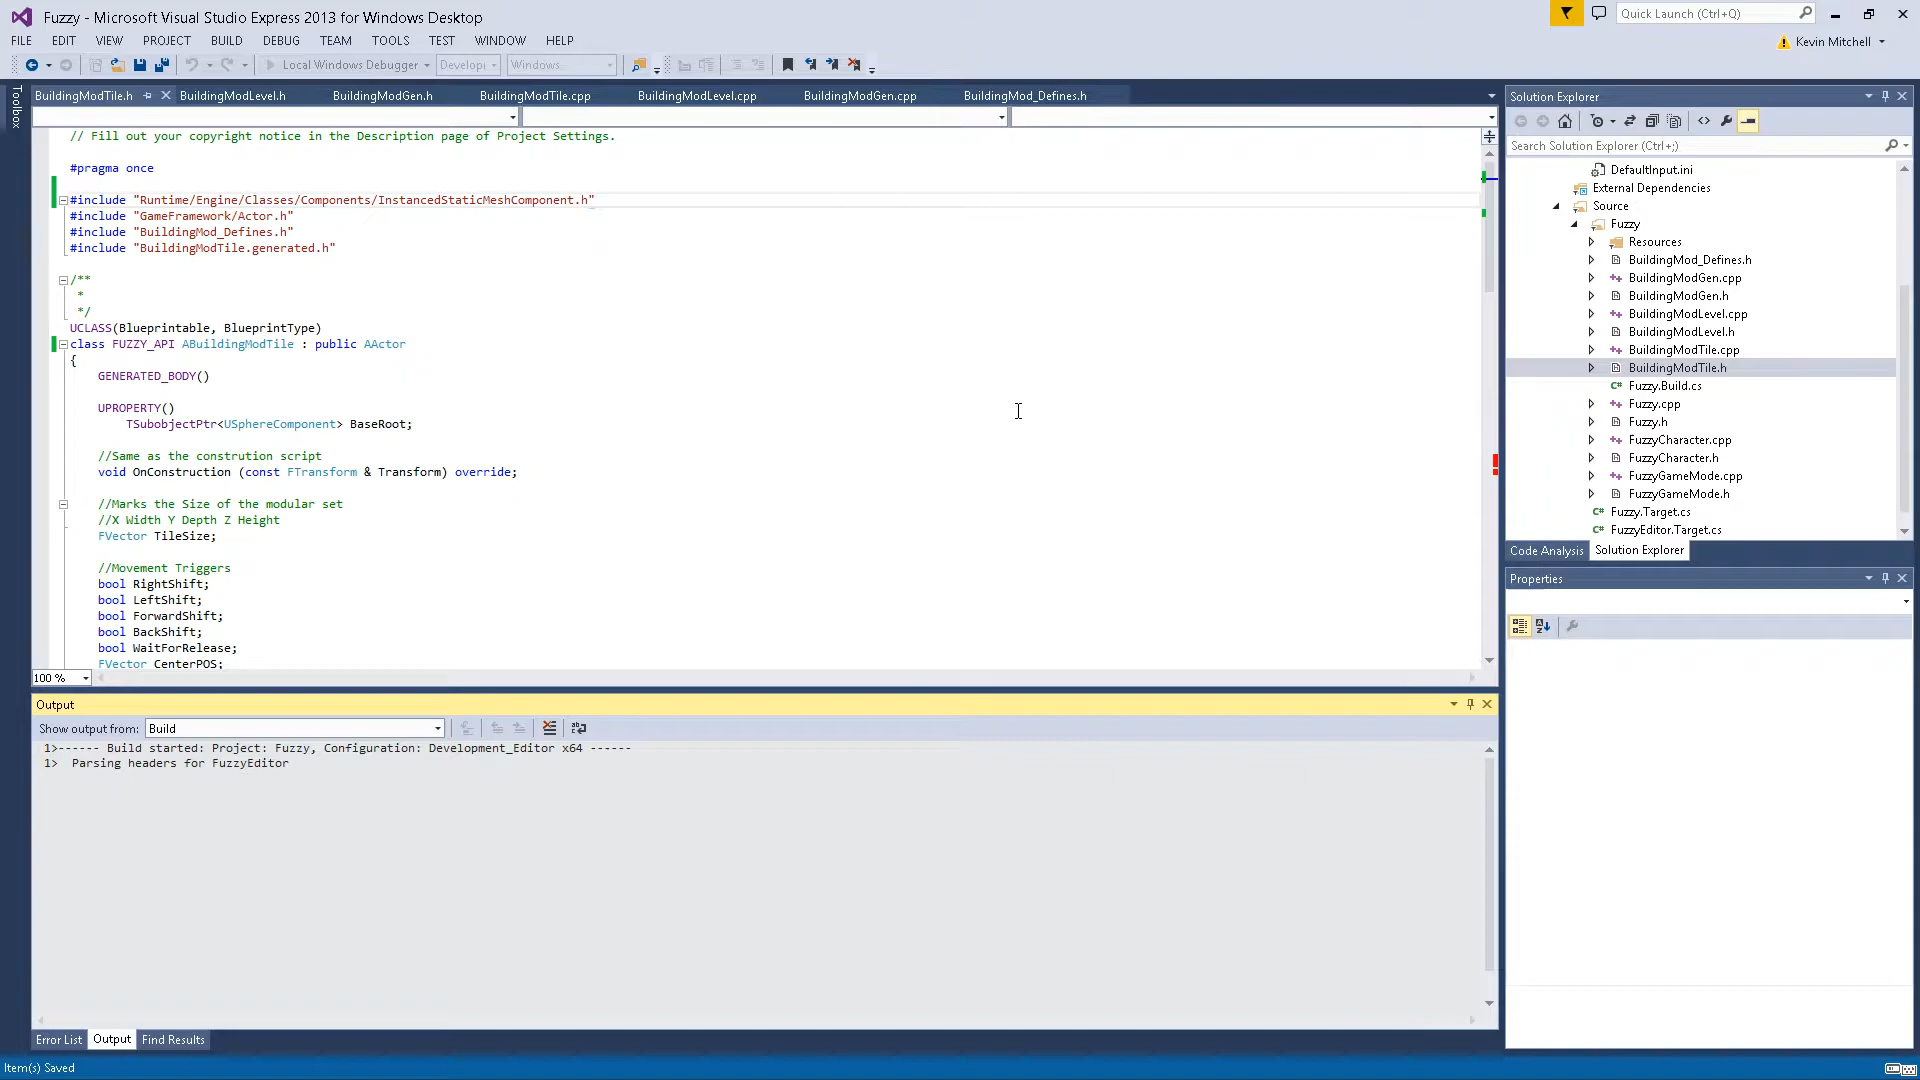 Fuzzy - Microsoft Visual Studio Express 2013 for Windows Desktop
Quick Launch (Ctrl+Q)
FILE EDIT VIEW PROJECT BUILD DEBUG TEAM TOOLS TEST WINDOW HELP
Kevin Mitchell
Local Windows Debugger Developi Windows
Toolbox
BuildingModTile.h BuildingModLevel.h BuildingModGen.h BuildingModTile.cpp BuildingModLevel.cpp BuildingModGen.cpp BuildingMod_Defines.h
// Fill out your copyright notice in the Description page of Project Settings.
#pragma once
#include "Runtime/Engine/Classes/Components/InstancedStaticMeshComponent.h"
#include "GameFramework/Actor.h"
#include "BuildingMod_Defines.h"
#include "BuildingModTile.generated.h"
/**
*
*/
UCLASS(Blueprintable, BlueprintType)
class FUZZY_API ABuildingModTile : public AActor
{
GENERATED_BODY()
UPROPERTY()
TSubobjectPtr<USphereComponent> BaseRoot;
//Same as the constrution script
void OnConstruction (const FTransform & Transform) override;
//Marks the Size of the modular set
//X Width Y Depth Z Height
FVector TileSize;
//Movement Triggers
bool RightShift;
bool LeftShift;
bool ForwardShift;
bool BackShift;
bool WaitForRelease;
FVector CenterPOS;
100 %
Output
Show output from: Build
1>------ Build started: Project: Fuzzy, Configuration: Development_Editor x64 ------
1>  Parsing headers for FuzzyEditor
Error List Output Find Results
Item(s) Saved
Solution Explorer
Search Solution Explorer (Ctrl+;)
DefaultInput.ini
External Dependencies
Source
Fuzzy
Resources
BuildingMod_Defines.h
BuildingModGen.cpp
BuildingModGen.h
BuildingModLevel.cpp
BuildingModLevel.h
BuildingModTile.cpp
BuildingModTile.h
Fuzzy.Build.cs
Fuzzy.cpp
Fuzzy.h
FuzzyCharacter.cpp
FuzzyCharacter.h
FuzzyGameMode.cpp
FuzzyGameMode.h
Fuzzy.Target.cs
FuzzyEditor.Target.cs
Code Analysis Solution Explorer
Properties